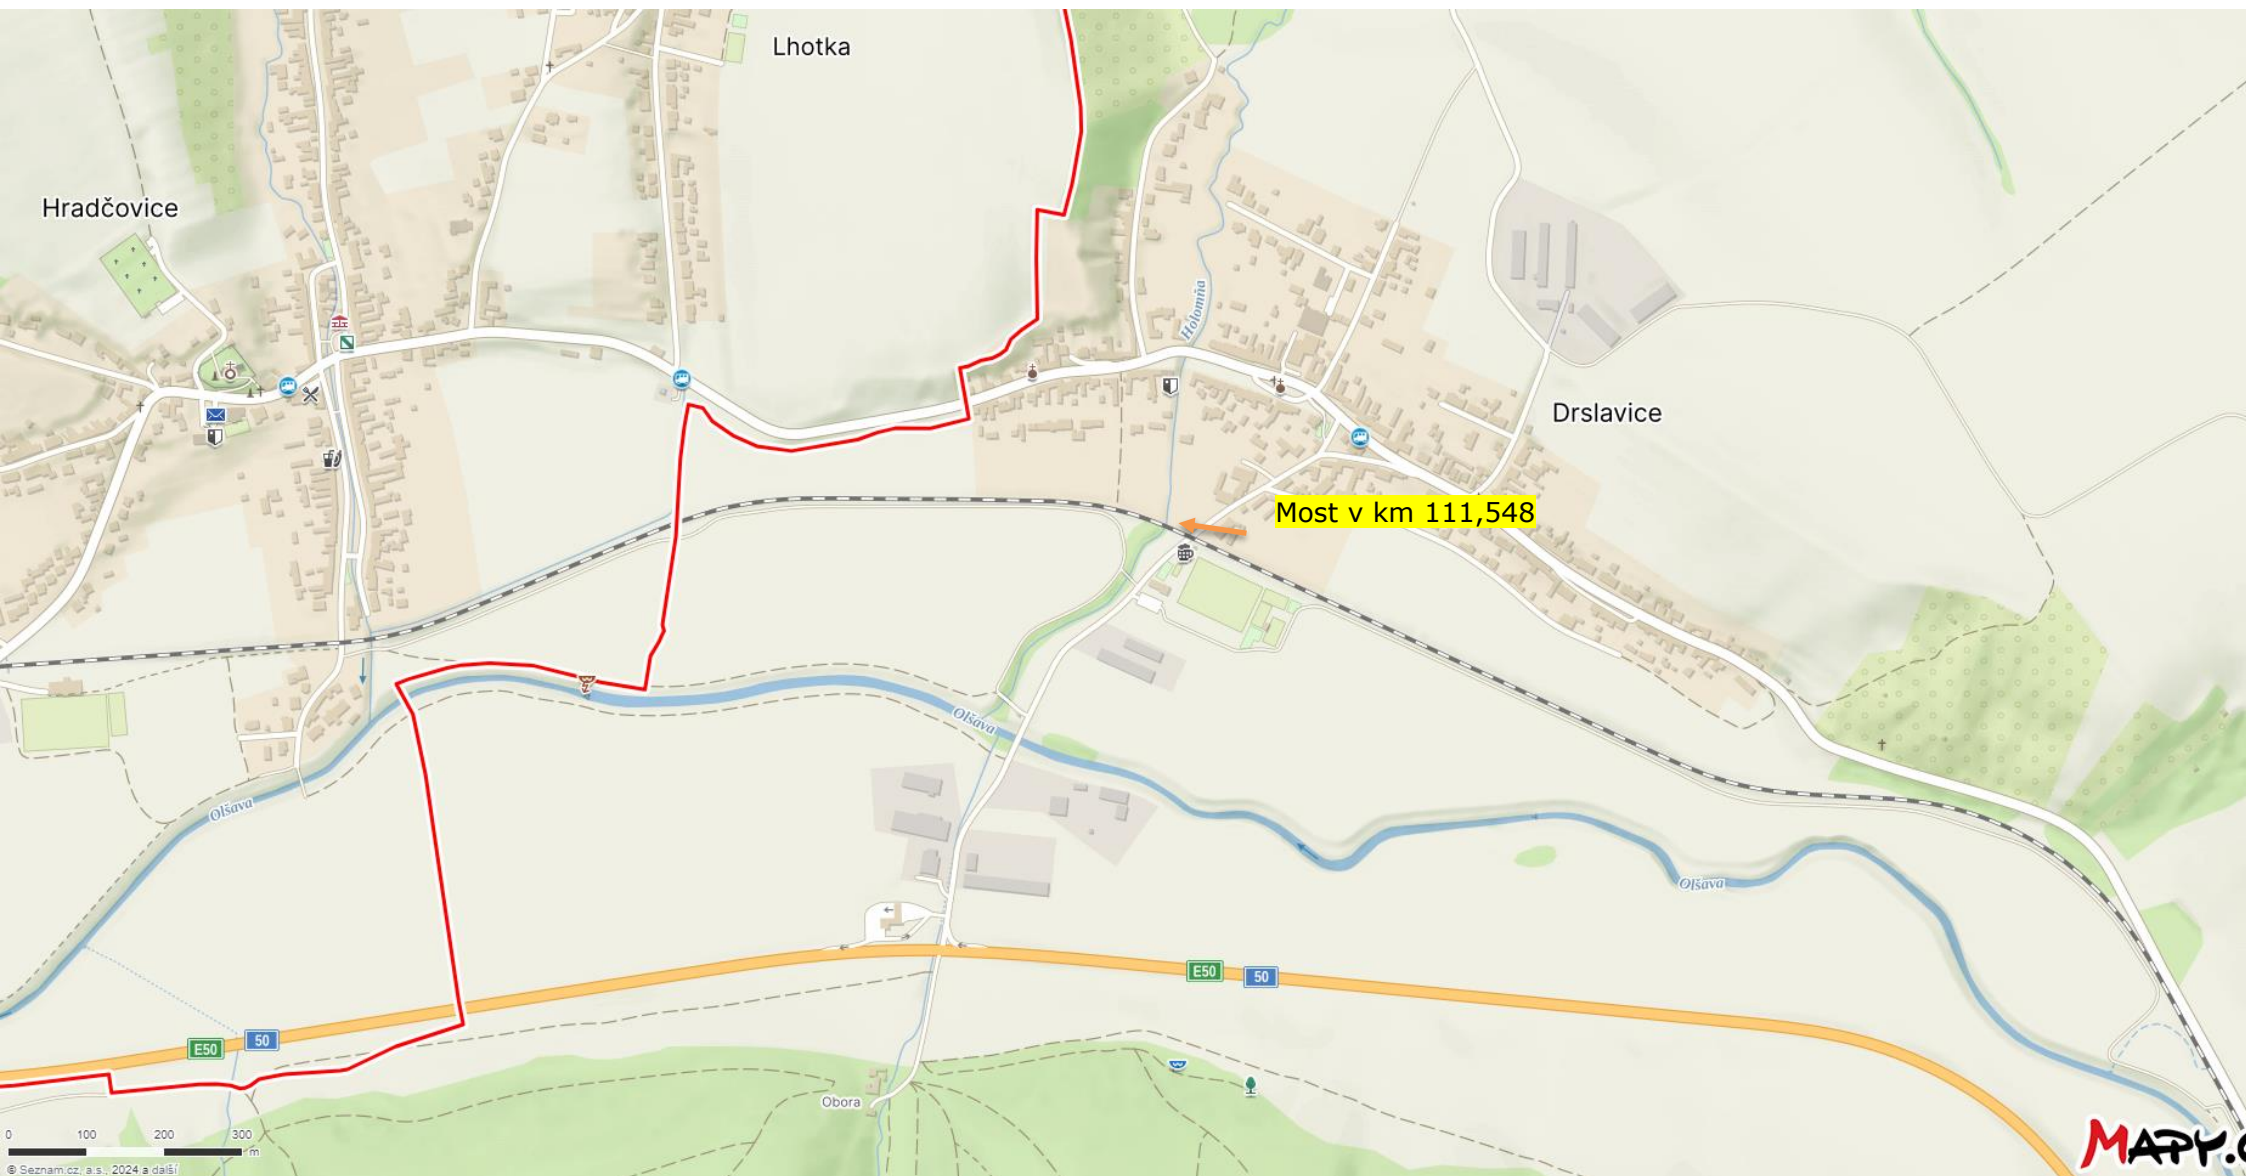 Lhotka
Hradčovice
Holomňa
Drslavice
Most v km 111,548
Olšava
Olšava
Olšava
E50
50
E50
50
Obora
0 100 200 300
m
© Seznam.cz, a.s., 2024 a další
MAPY.